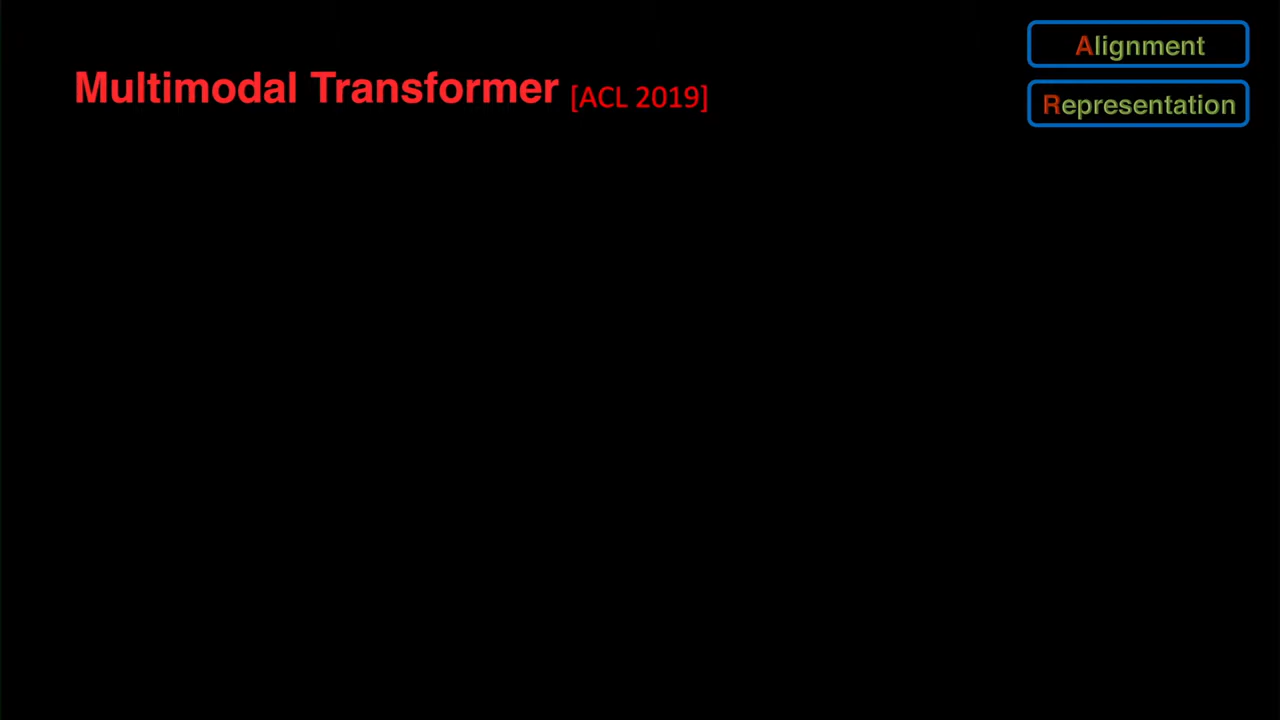 Multimodal Transformer [ACL 2019]
Alignment
Representation